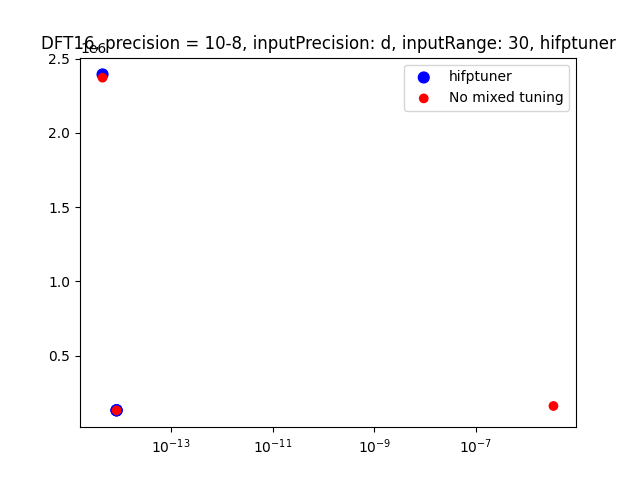 DFT16, precision = 10-8, inputPrecision: d, inputRange: 30, hifptuner
1e6
2.5
2.0
1.5
1.0
0.5
hifptuner
No mixed tuning
10⁻¹³ 10⁻¹¹ 10⁻⁹ 10⁻⁷